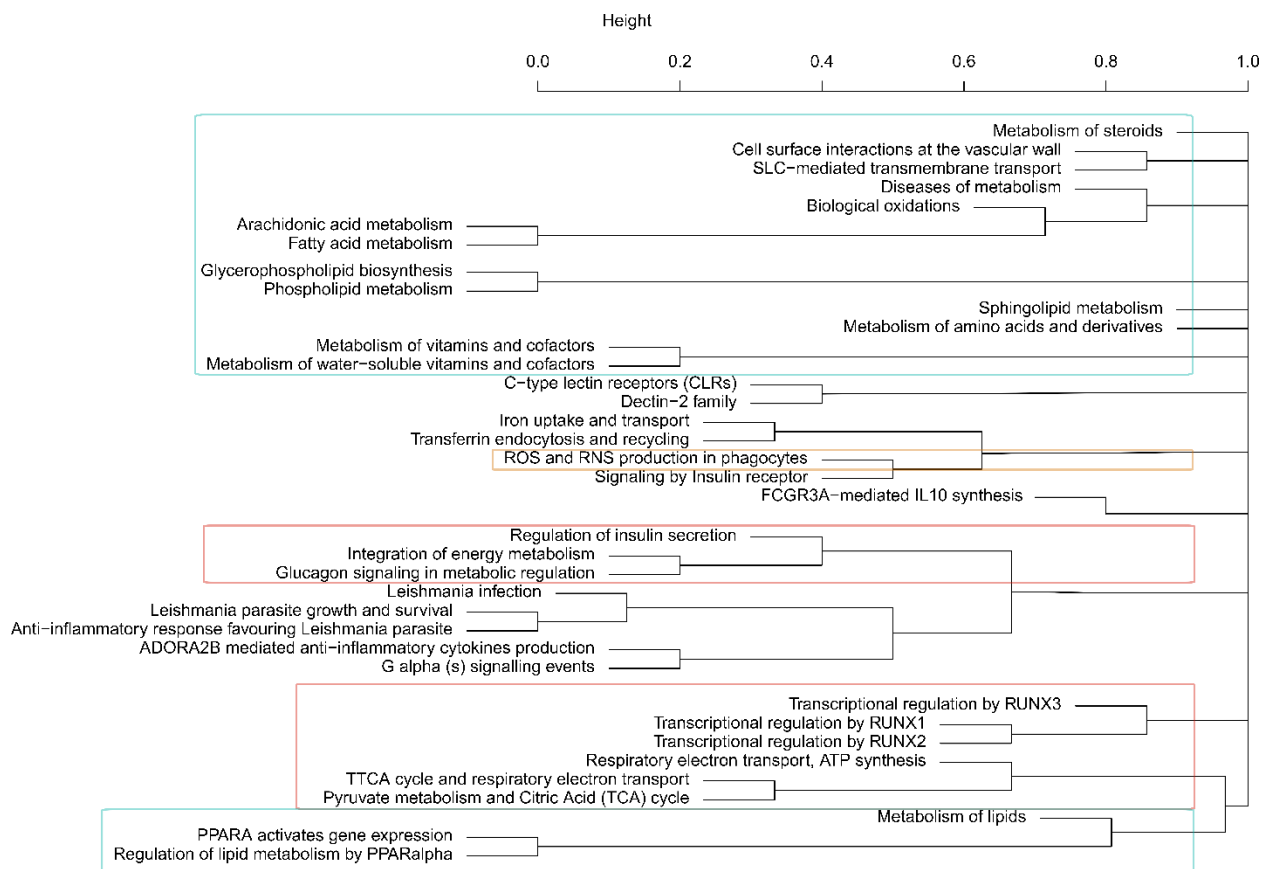 Height
0.0 0.2 0.4 0.6 0.8 1.0
Metabolism of steroids
Cell surface interactions at the vascular wall
SLC−mediated transmembrane transport
Diseases of metabolism
Biological oxidations
Arachidonic acid metabolism
Fatty acid metabolism
Glycerophospholipid biosynthesis
Phospholipid metabolism
Sphingolipid metabolism
Metabolism of amino acids and derivatives
Metabolism of vitamins and cofactors
Metabolism of water−soluble vitamins and cofactors
C−type lectin receptors (CLRs)
Dectin−2 family
Iron uptake and transport
Transferrin endocytosis and recycling
ROS and RNS production in phagocytes
Signaling by Insulin receptor
FCGR3A−mediated IL10 synthesis
Regulation of insulin secretion
Integration of energy metabolism
Glucagon signaling in metabolic regulation
Leishmania infection
Leishmania parasite growth and survival
Anti−inflammatory response favouring Leishmania parasite
ADORA2B mediated anti−inflammatory cytokines production
G alpha (s) signalling events
Transcriptional regulation by RUNX3
Transcriptional regulation by RUNX1
Transcriptional regulation by RUNX2
Respiratory electron transport, ATP synthesis
TTCA cycle and respiratory electron transport
Pyruvate metabolism and Citric Acid (TCA) cycle
Metabolism of lipids
PPARA activates gene expression
Regulation of lipid metabolism by PPARalpha